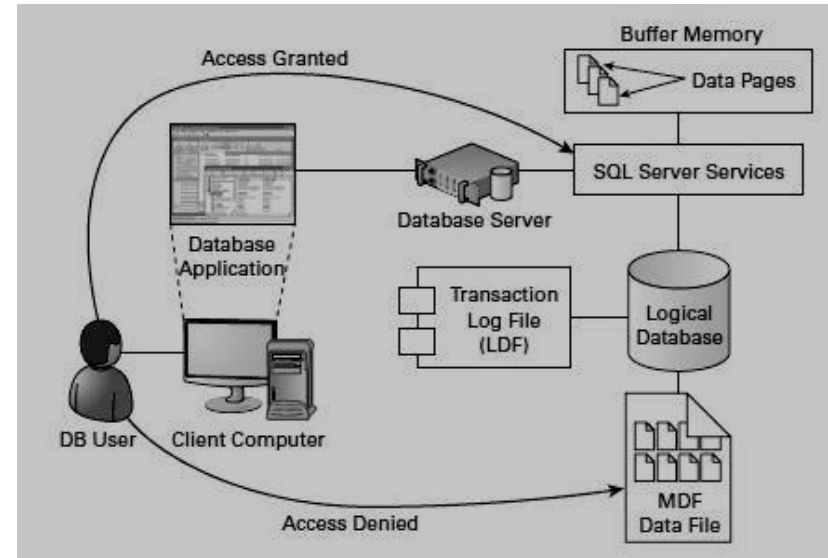 Buffer Memory
Access Granted
Data Pages
SQL Server Services
Database Server
Database
Application
Transaction
Log File
(LDF)
Logical
Database
DB User
Client Computer
MDF
Data File
Access Denied